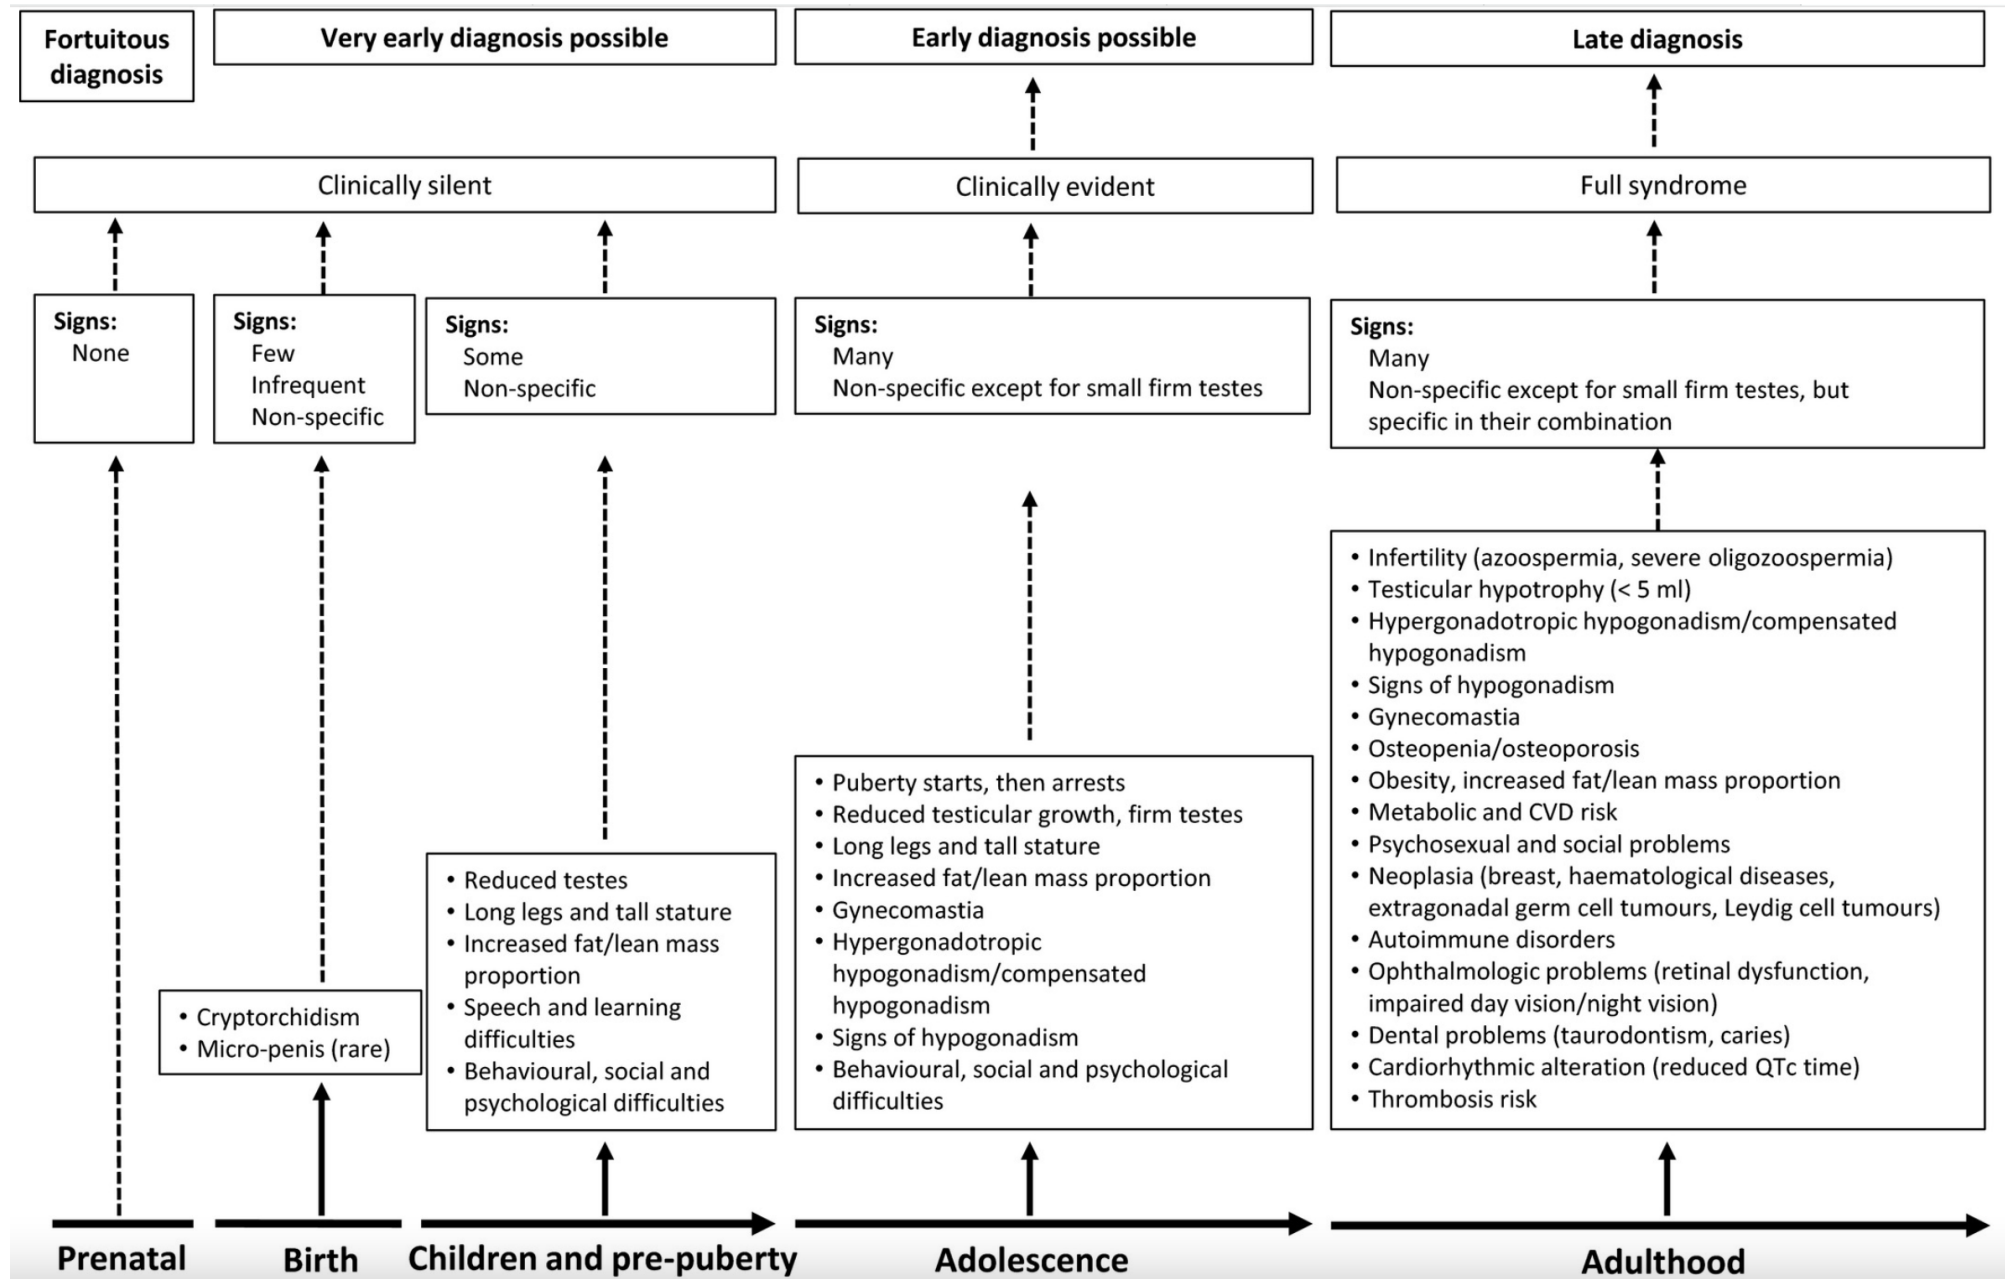 Fortuitous
diagnosis
Very early diagnosis possible
Early diagnosis possible
Late diagnosis
Clinically silent
Clinically evident
Full syndrome
Signs:
None
Signs:
Few
Infrequent
Non-specific
Signs:
Some
Non-specific
Signs:
Many
Non-specific except for small firm testes
Signs:
Many
Non-specific except for small firm testes, but
specific in their combination
• Cryptorchidism
• Micro-penis (rare)
• Reduced testes
• Long legs and tall stature
• Increased fat/lean mass
proportion
• Speech and learning
difficulties
• Behavioural, social and
psychological difficulties
• Puberty starts, then arrests
• Reduced testicular growth, firm testes
• Long legs and tall stature
• Increased fat/lean mass proportion
• Gynecomastia
• Hypergonadotropic
hypogonadism/compensated
hypogonadism
• Signs of hypogonadism
• Behavioural, social and psychological
difficulties
• Infertility (azoospermia, severe oligozoospermia)
• Testicular hypotrophy (< 5 ml)
• Hypergonadotropic hypogonadism/compensated
hypogonadism
• Signs of hypogonadism
• Gynecomastia
• Osteopenia/osteoporosis
• Obesity, increased fat/lean mass proportion
• Metabolic and CVD risk
• Psychosexual and social problems
• Neoplasia (breast, haematological diseases,
extragonadal germ cell tumours, Leydig cell tumours)
• Autoimmune disorders
• Ophthalmologic problems (retinal dysfunction,
impaired day vision/night vision)
• Dental problems (taurodontism, caries)
• Cardiorhythmic alteration (reduced QTc time)
• Thrombosis risk
Prenatal
Birth
Children and pre-puberty
Adolescence
Adulthood